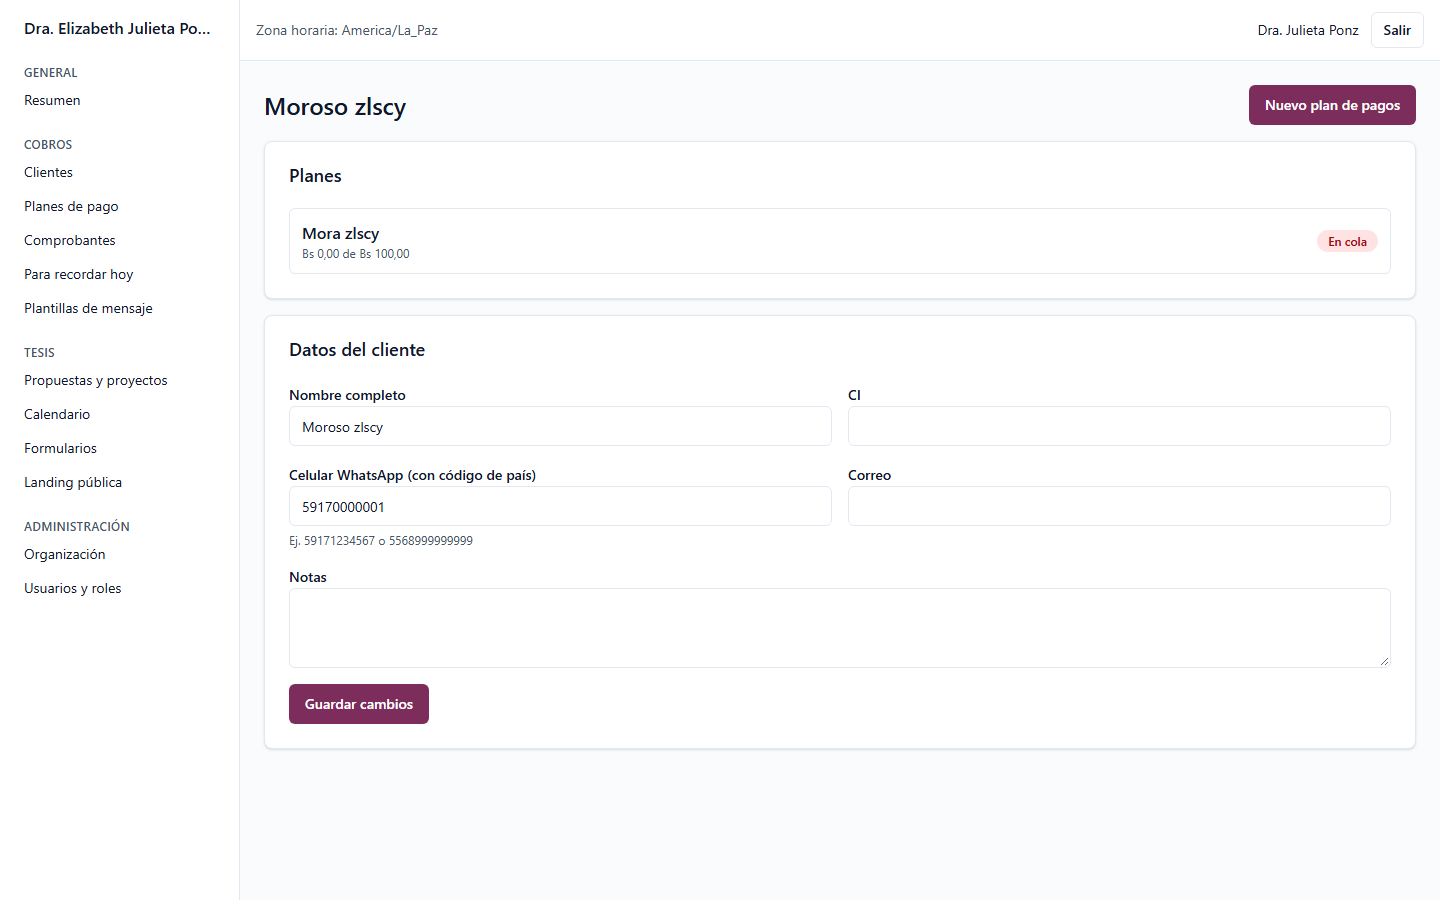 Dra. Elizabeth Julieta Po...
GENERAL
Resumen
COBROS
Clientes
Planes de pago
Comprobantes
Para recordar hoy
Plantillas de mensaje
TESIS
Propuestas y proyectos
Calendario
Formularios
Landing pública
ADMINISTRACIÓN
Organización
Usuarios y roles
Zona horaria: America/La_Paz
Dra. Julieta Ponz
Salir
Moroso zlscy
Nuevo plan de pagos
Planes
Mora zlscy
Bs 0,00 de Bs 100,00
En cola
Datos del cliente
Nombre completo
Moroso zlscy
CI
Celular WhatsApp (con código de país)
59170000001
Ej. 59171234567 o 5568999999999
Correo
Notas
Guardar cambios